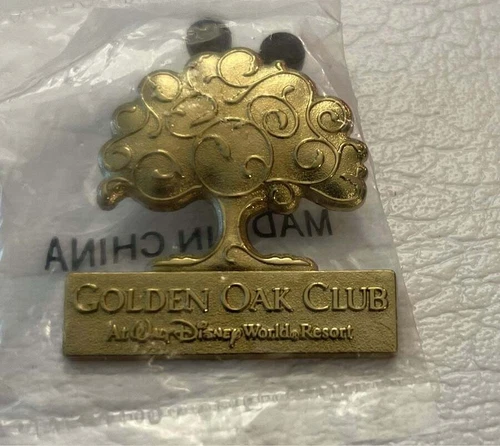 MADE IN CHINA
GOLDEN OAK CLUB
At WALT DISNEY World® Resort